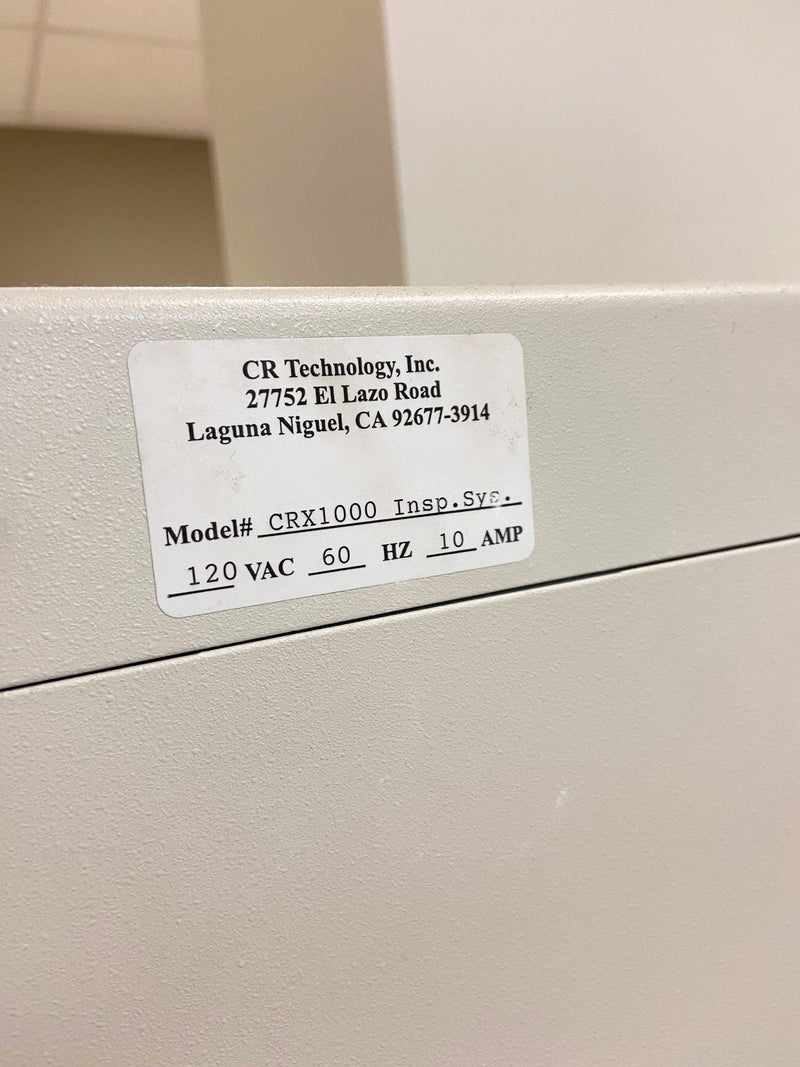 CR Technology, Inc.
27752 El Lazo Road
Laguna Niguel, CA 92677-3914
Model# CRX1000 Insp.Sys.
120 VAC 60 HZ 10 AMP